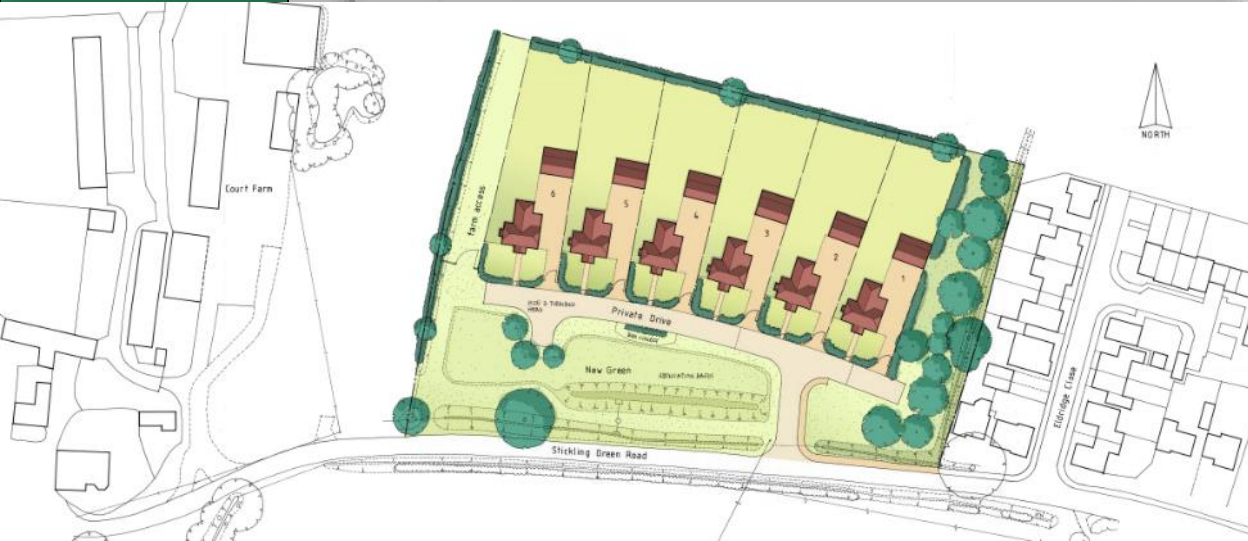 NORTH
Court Farm
farm access
6
5
4
3
2
1
Private Drive
New Green
Eldridge Close
Stickling Green Road